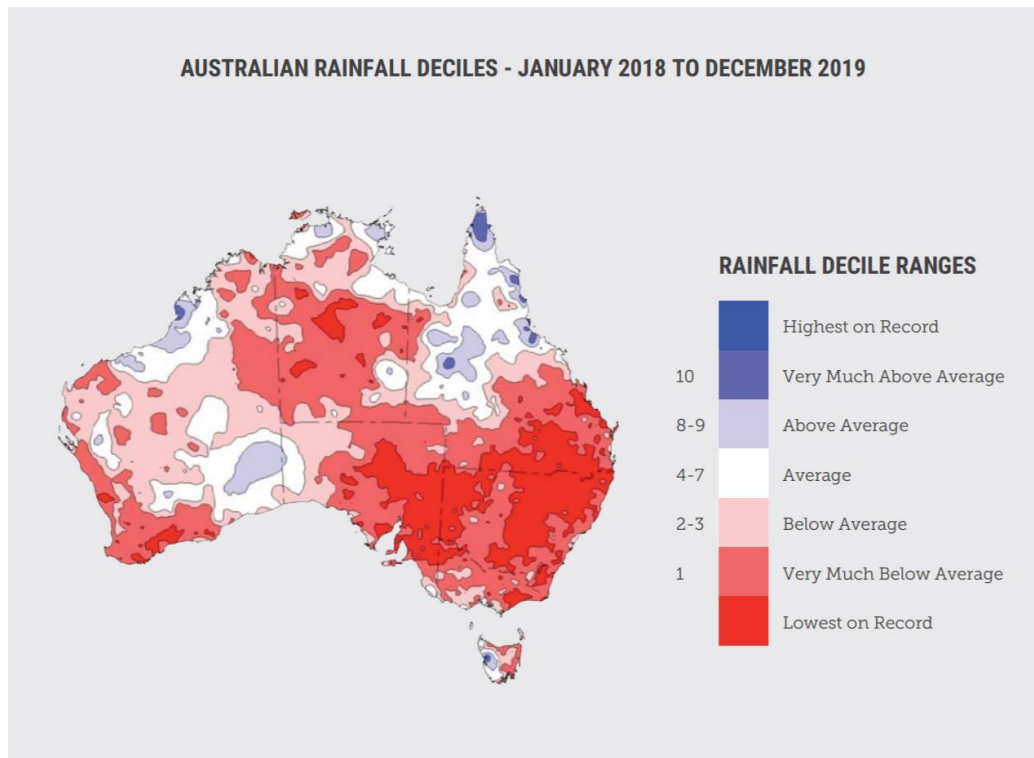 AUSTRALIAN RAINFALL DECILES - JANUARY 2018 TO DECEMBER 2019
RAINFALL DECILE RANGES
Highest on Record
10 Very Much Above Average
8-9 Above Average
4-7 Average
2-3 Below Average
1 Very Much Below Average
Lowest on Record